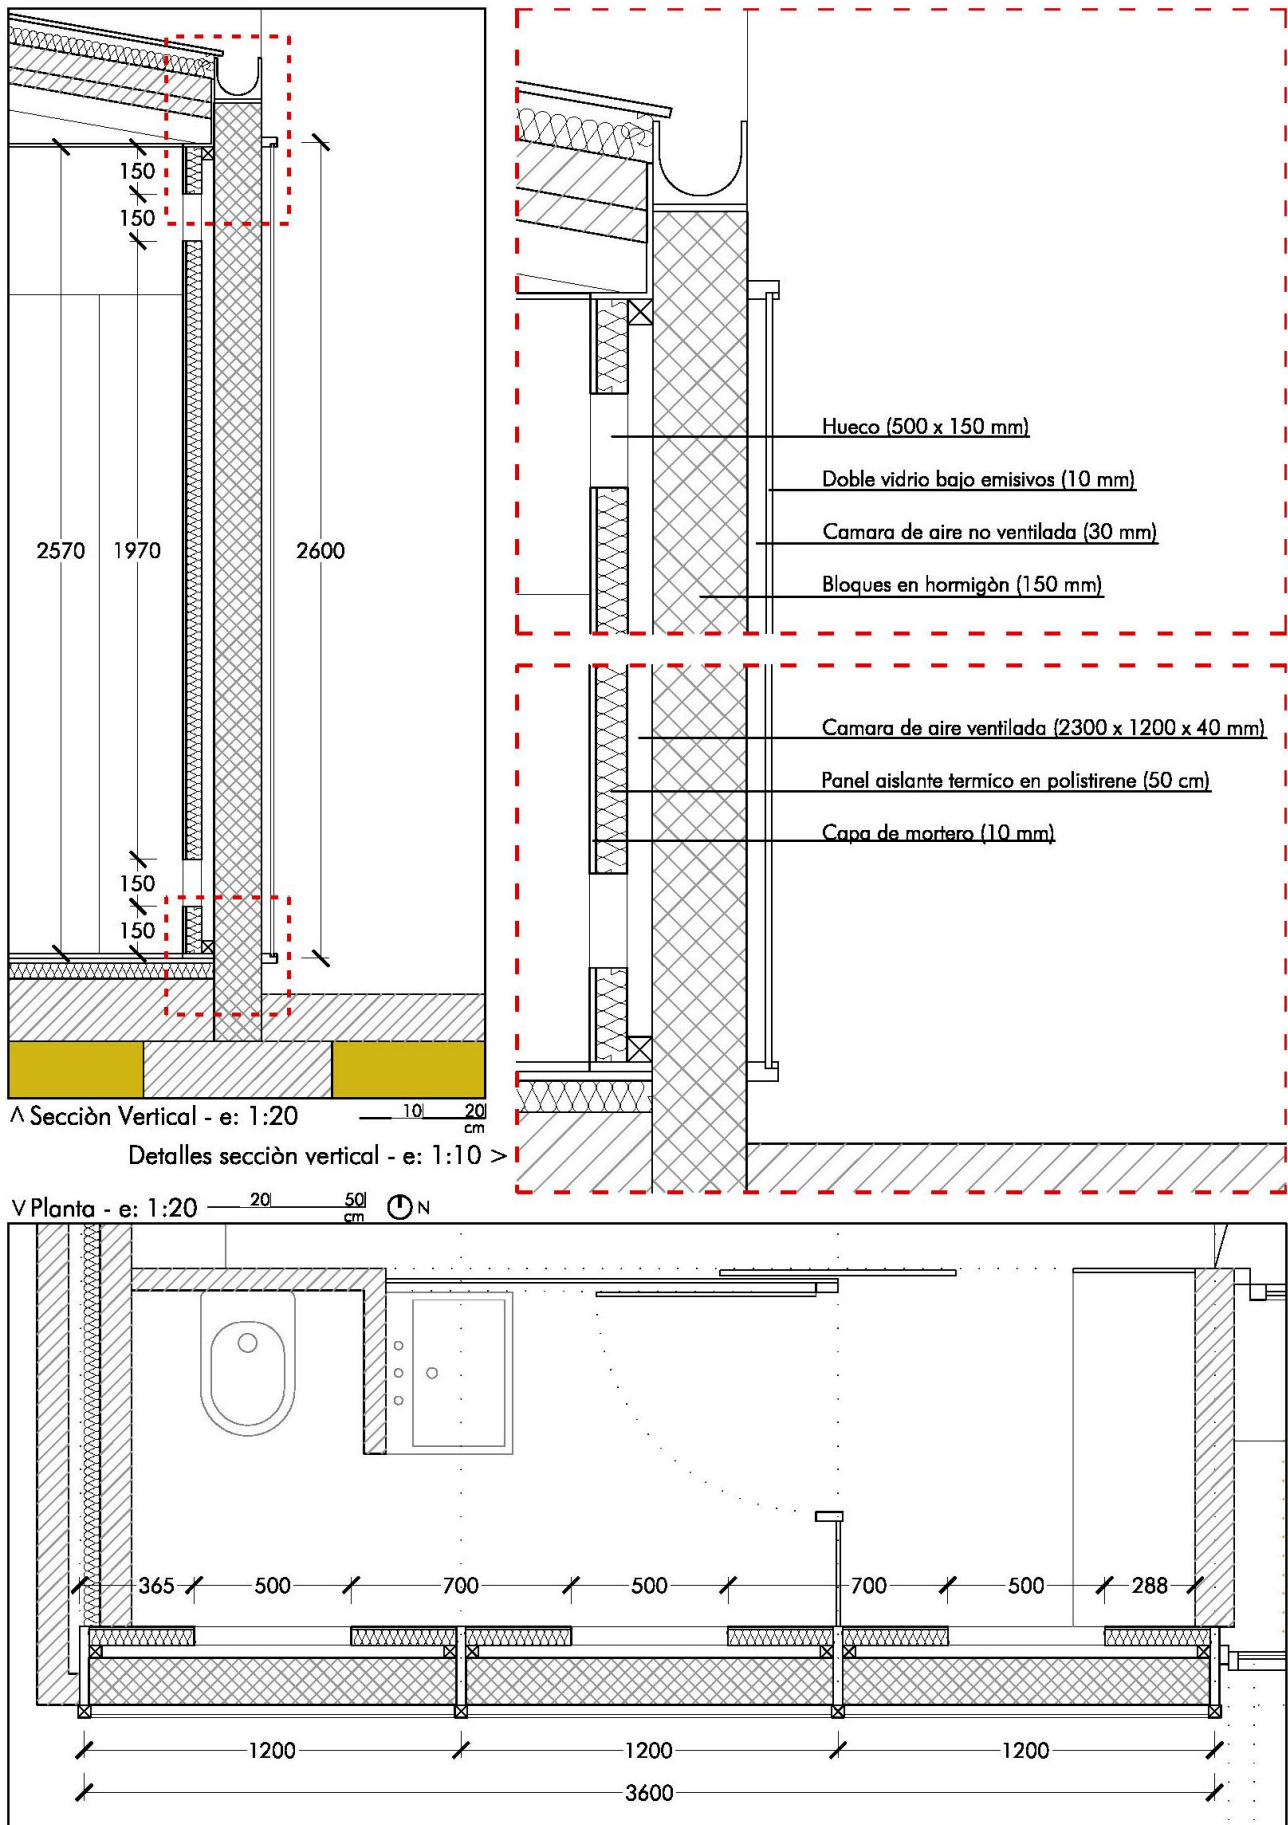 150
150
2570
1970
2600
150
150
Hueco (500 x 150 mm)
Doble vidrio bajo emisivos (10 mm)
Camara de aire no ventilada (30 mm)
Bloques en hormigòn (150 mm)
Camara de aire ventilada (2300 x 1200 x 40 mm)
Panel aislante termico en polistirene (50 cm)
Capa de mortero (10 mm)
Λ Secciòn Vertical - e: 1:20
10 20
cm
Detalles secciòn vertical - e: 1:10 >
V Planta - e: 1:20
20 50
cm
N
365 500 700 500 700 500 288
1200 1200 1200
3600